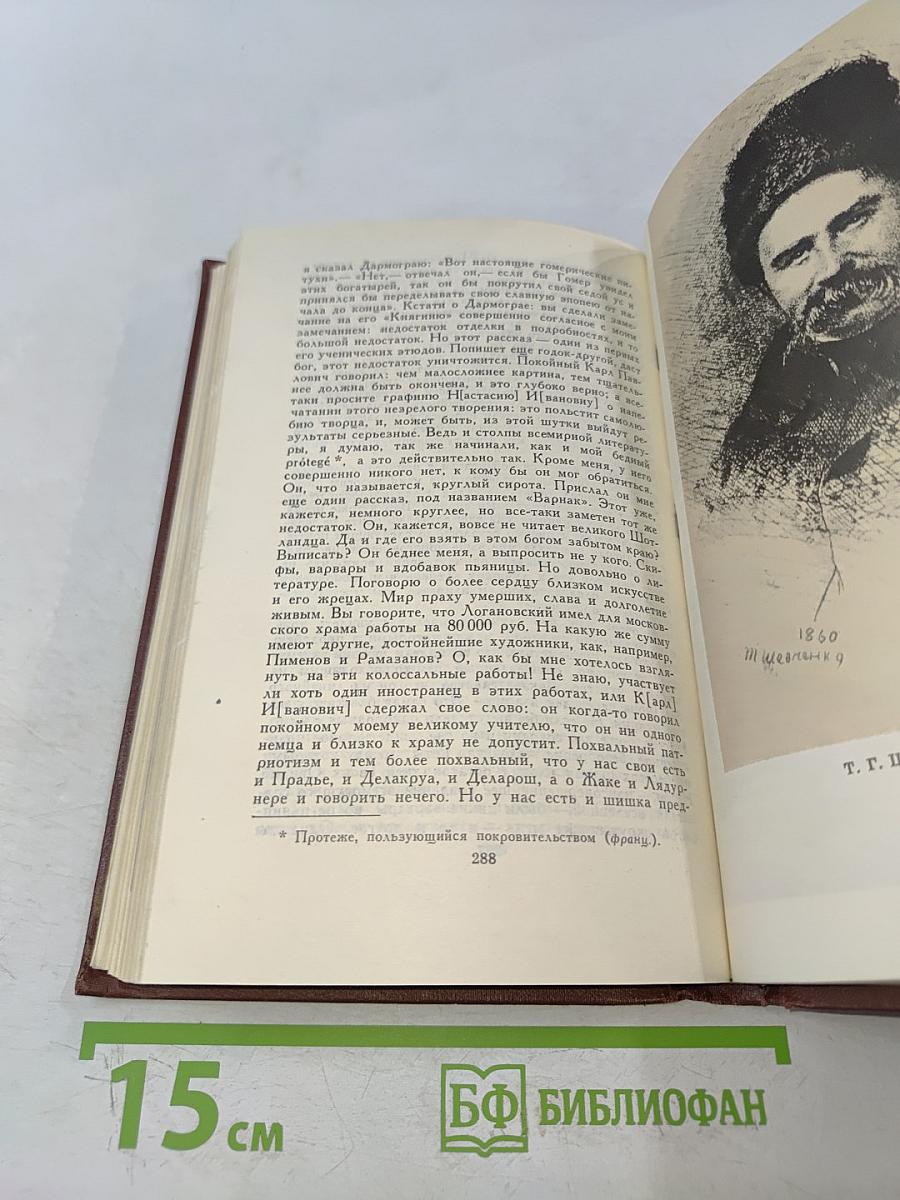 я сказал Дармограю: «Вот настоящие гомерические пи-
тухи».— «Нет,— отвечал он,— если бы Гомер увидел
этих богатырей, так он бы покрутил свой седой ус и
принялся бы переделывать свою славную эпопею от на-
чала до конца». Кстати о Дармограе: вы сделали заме-
чание на его «Княгиню» совершенно согласное с моим
замечанием: недостаток отделки в подробностях, и то
большой недостаток. Но этот рассказ — один из первых
его ученических этюдов. Попишет еще годок-другой, даст
бог, этот недостаток уничтожится. Покойный Карл Пав-
лович говорил: чем малосложнее картина, тем тщатель-
нее должна быть окончена, и это глубоко верно; а все-
таки просите графиню Н[астасию] И[вановну] о напе-
чатании этого незрелого творения: это польстит самолю-
бию творца, и, может быть, из этой шутки выйдут ре-
зультаты серьезные. Ведь и столпы всемирной литерату-
ры, я думаю, так же начинали, как и мой бедный
prótegé *, а это действительно так. Кроме меня, у него
совершенно никого нет, к кому бы он мог обратиться.
Он, что называется, круглый сирота. Прислал он мне
еще один рассказ, под названием «Варнак». Этот уже,
кажется, немного круглее, но все-таки заметен тот же
недостаток. Он, кажется, вовсе не читает великого Шот-
ландца. Да и где его взять в этом богом забытом краю?
Выписать? Он беднее меня, а выпросить не у кого. Ски-
фы, варвары и вдобавок пьяницы. Но довольно о ли-
тературе. Поговорю о более сердцу близком искусстве
и его жрецах. Мир праху умерших, слава и долголетие
живым. Вы говорите, что Логановский имел для москов-
ского храма работы на 80 000 руб. На какую же сумму
имеют другие, достойнейшие художники, как, например,
Пименов и Рамазанов? О, как бы мне хотелось взгля-
нуть на эти колоссальные работы! Не знаю, участвует
ли хоть один иностранец в этих работах, или К[арл]
И[ванович] сдержал свое слово: он когда-то говорил
покойному моему великому учителю, что он ни одного
немца и близко к храму не допустит. Похвальный пат-
риотизм и тем более похвальный, что у нас свои есть
и Прадье, и Делакруа, и Деларош, а о Жаке и Лядур-
нере и говорить нечего. Но у нас есть и шишка пред-
* Протеже, пользующийся покровительством (франц.).
288
1860
Т Шевченко
Т. Г. Ш
15 см
БФ БИБЛИОФАН